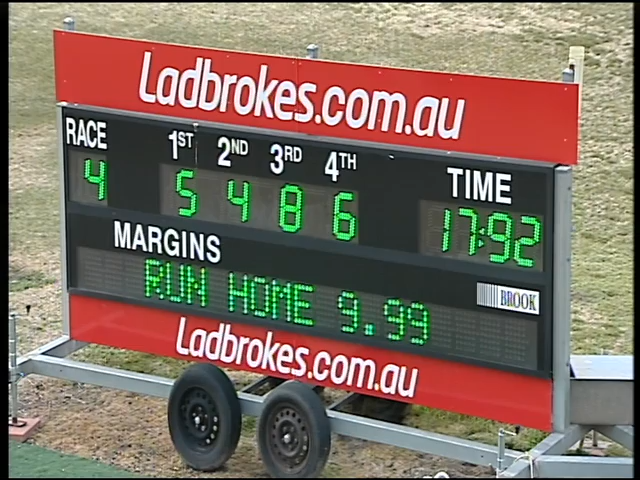 Ladbrokes.com.au
RACE 1ST 2ND 3RD 4TH TIME
4 5 4 8 6 17:92
MARGINS
RUN HOME 9.99
BROOK
Ladbrokes.com.au